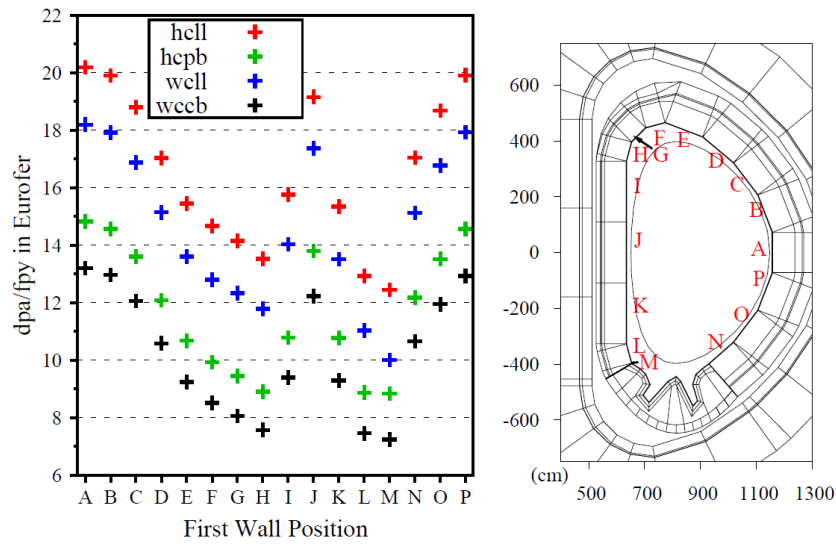 22
20
18
16
14
12
10
8
6
dpa/fpy in Eurofer
hcll
hcpb
wcll
wccb
A B C D E F G H I J K L M N O P
First Wall Position
600
400
200
0
-200
-400
-600
(cm)
500 700 900 1100 1300
F
E
H G
D
I
C
B
J
A
P
K
O
L
N
M